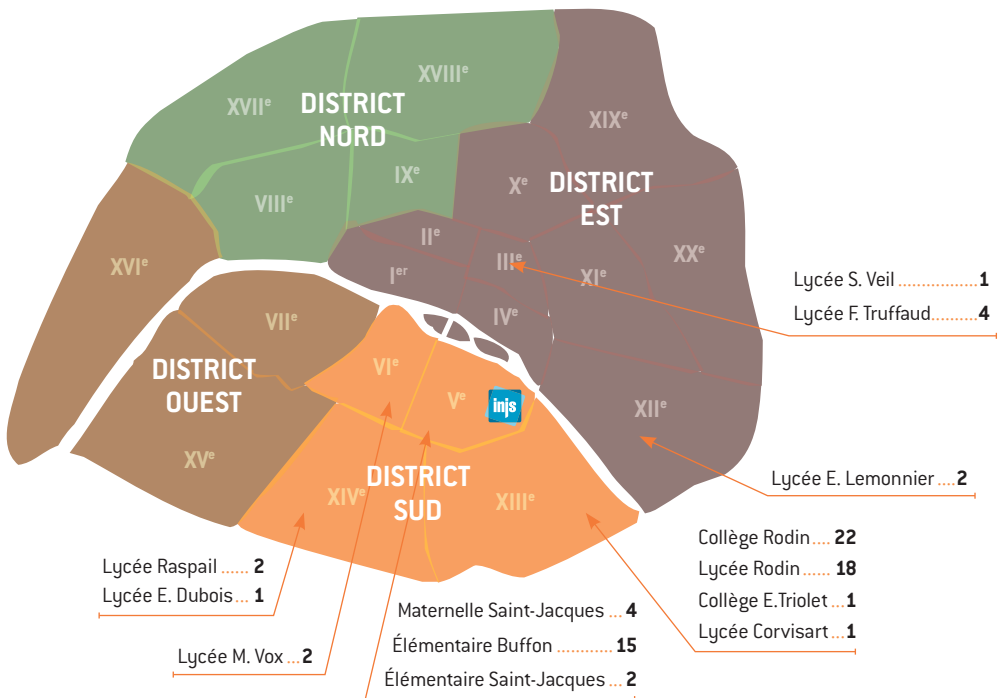 XVIIIe
XVIIe
DISTRICT
NORD
XIXe
IXe
Xe
DISTRICT
EST
VIIIe
IIe
XVIe
IIIe
XXe
Ier
XIe
Lycée S. Veil .............. 1
IVe
Lycée F. Truffaud........ 4
VIIe
VIe
DISTRICT
OUEST
Ve
injs
XIIe
XVe
DISTRICT
SUD
XIVe
XIIIe
Lycée E. Lemonnier .... 2
Collège Rodin .... 22
Lycée Rodin ...... 18
Collège E.Triolet ... 1
Lycée Corvisart ... 1
Lycée Raspail ...... 2
Lycée E. Dubois ... 1
Maternelle Saint-Jacques ... 4
Élémentaire Buffon ............ 15
Élémentaire Saint-Jacques ... 2
Lycée M. Vox ... 2